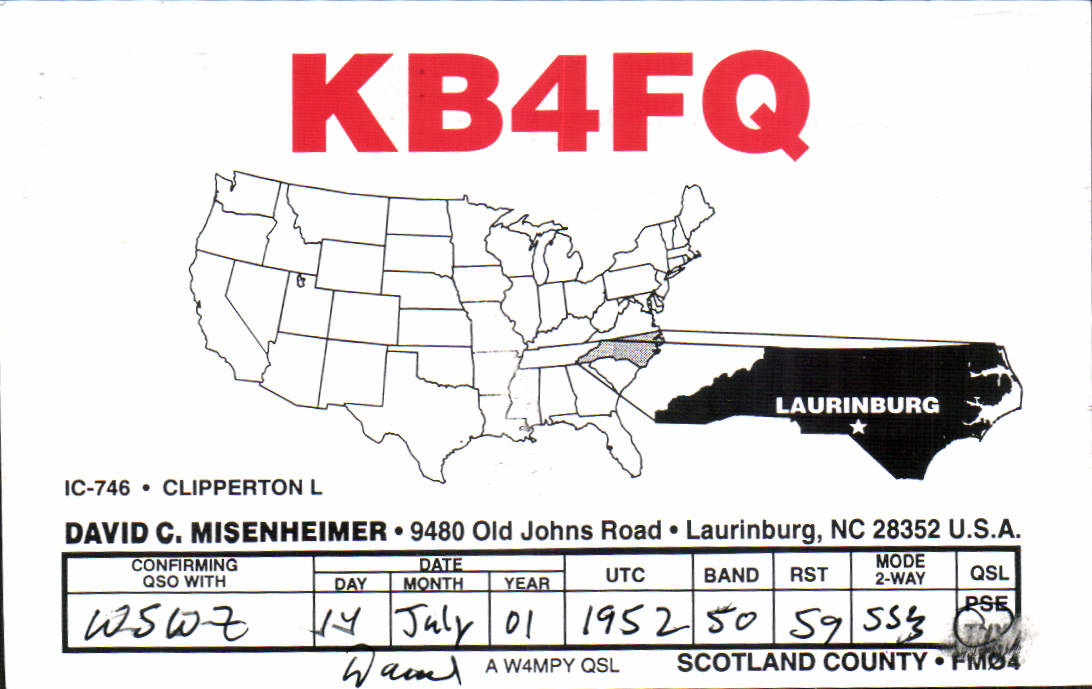 KB4FQ
LAURINBURG
IC-746 • CLIPPERTON L
DAVID C. MISENHEIMER • 9480 Old Johns Road • Laurinburg, NC 28352 U.S.A.
CONFIRMING QSO WITH
DATE
DAY MONTH YEAR
UTC BAND RST
MODE 2-WAY
QSL
W5WZ 14 July 01 1952 50 59 SSB
PSE
David A W4MPY QSL SCOTLAND COUNTY • FMØ4